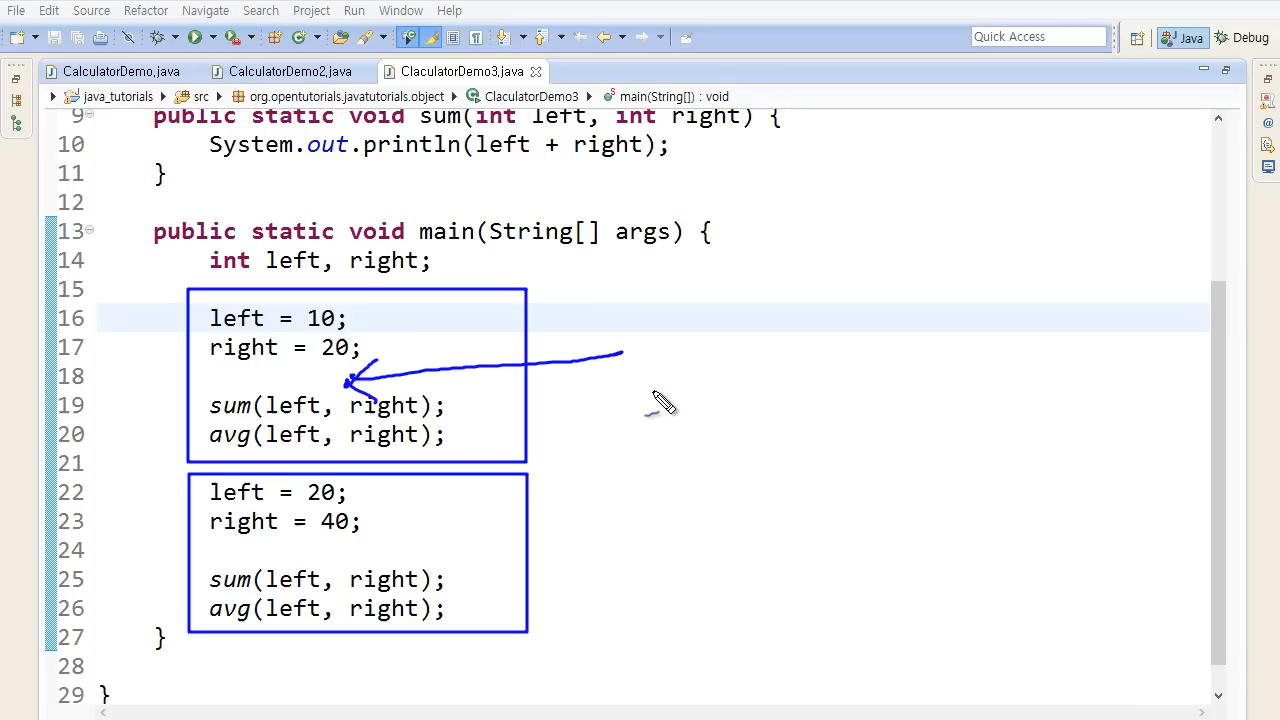 File Edit Source Refactor Navigate Search Project Run Window Help
Quick Access Java Debug
CalculatorDemo.java CalculatorDemo2.java ClaculatorDemo3.java
java_tutorials src org.opentutorials.javatutorials.object ClaculatorDemo3 main(String[]) : void
9 public static void sum(int left, int right) {
10 System.out.println(left + right);
11 }
12
13 public static void main(String[] args) {
14 int left, right;
15
16 left = 10;
17 right = 20;
18
19 sum(left, right);
20 avg(left, right);
21
22 left = 20;
23 right = 40;
24
25 sum(left, right);
26 avg(left, right);
27 }
28
29 }